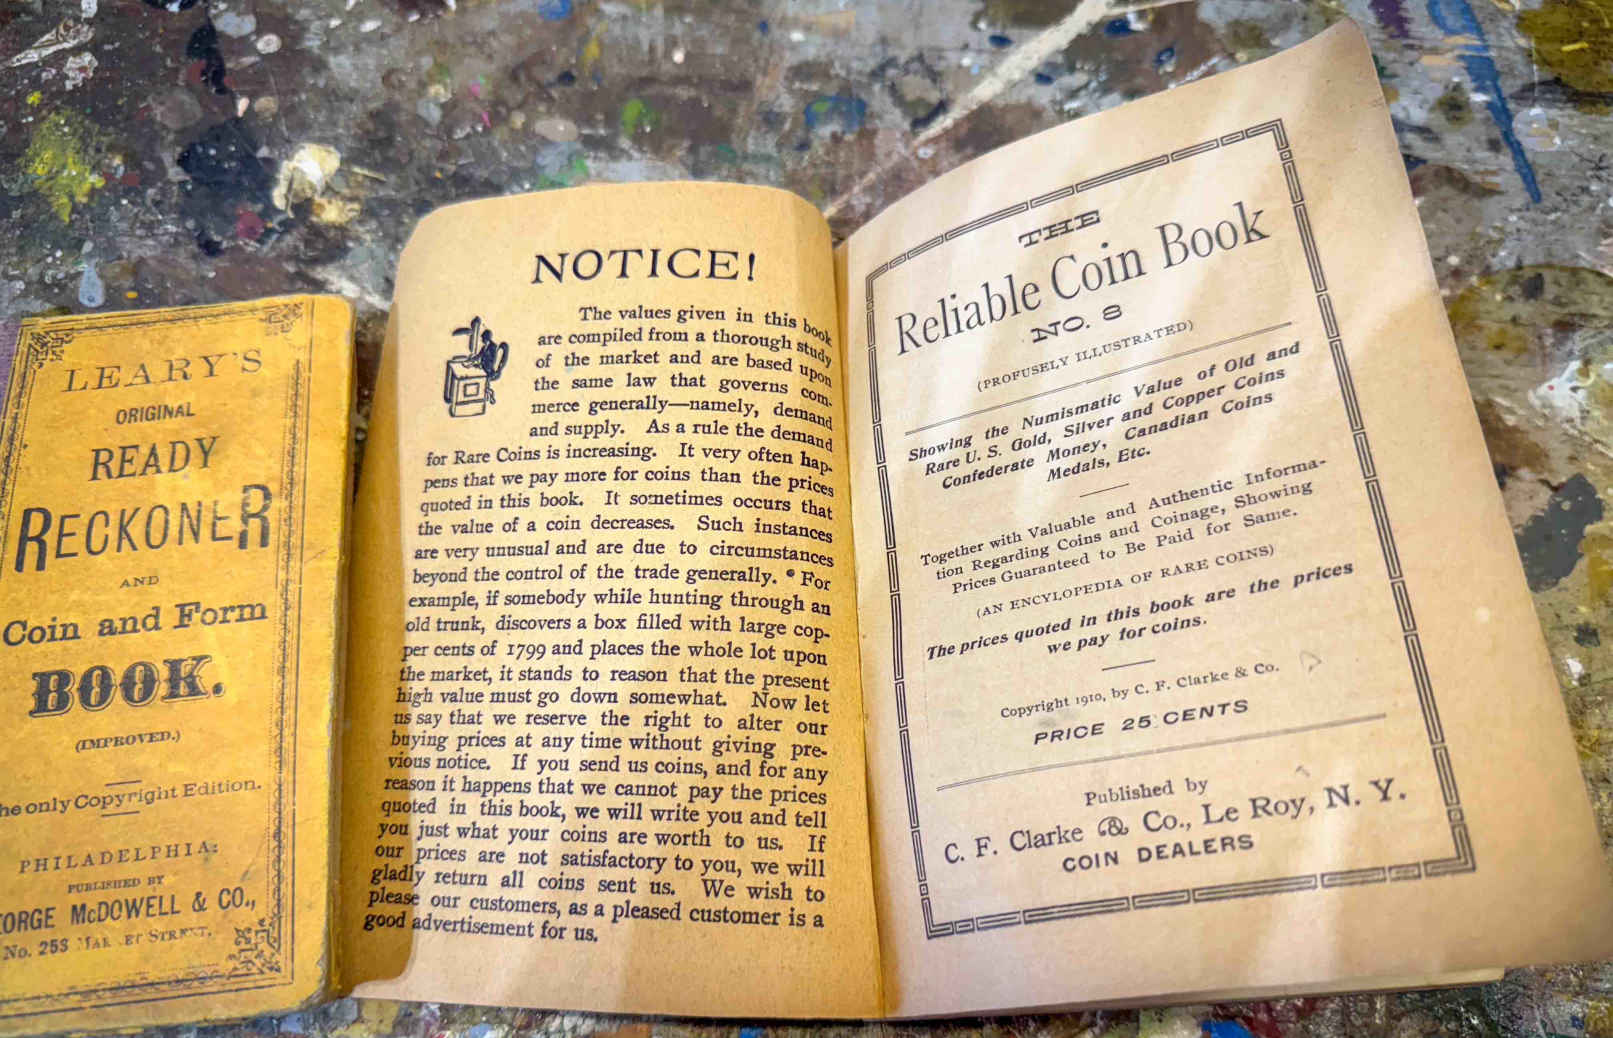 LEARY'S
ORIGINAL
READY
RECKONER
AND
Coin and Form
BOOK.
(IMPROVED.)
he only Copyright Edition.
PHILADELPHIA:
PUBLISHED BY
ORGE McDOWELL & CO.,
No. 253 MAR ET STREET.
NOTICE!
The values given in this book
are compiled from a thorough study
of the market and are based upon
the same law that governs com-
merce generally—namely, demand
and supply. As a rule the demand
for Rare Coins is increasing. It very often hap-
pens that we pay more for coins than the prices
quoted in this book. It sometimes occurs that
the value of a coin decreases. Such instances
are very unusual and are due to circumstances
beyond the control of the trade generally. For
example, if somebody while hunting through an
old trunk, discovers a box filled with large cop-
per cents of 1799 and places the whole lot upon
the market, it stands to reason that the present
high value must go down somewhat. Now let
us say that we reserve the right to alter our
buying prices at any time without giving pre-
vious notice. If you send us coins, and for any
reason it happens that we cannot pay the prices
quoted in this book, we will write you and tell
you just what your coins are worth to us. If
our prices are not satisfactory to you, we will
gladly return all coins sent us. We wish to
please our customers, as a pleased customer is a
good advertisement for us.
THE
Reliable Coin Book
NO. 8
(PROFUSELY ILLUSTRATED)
Showing the Numismatic Value of Old and
Rare U. S. Gold, Silver and Copper Coins
Confederate Money, Canadian Coins
Medals, Etc.
Together with Valuable and Authentic Informa-
tion Regarding Coins and Coinage, Showing
Prices Guaranteed to Be Paid for Same.
(AN ENCYLOPEDIA OF RARE COINS)
The prices quoted in this book are the prices
we pay for coins.
Copyright 1910, by C. F. Clarke & Co.
PRICE 25 CENTS
Published by
C. F. Clarke & Co., Le Roy, N. Y.
COIN DEALERS